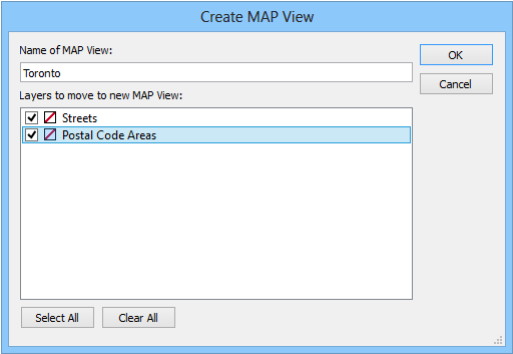 Create MAP View
Name of MAP View:
OK
Toronto
Cancel
Layers to move to new MAP View:
Streets
Postal Code Areas
Select All
Clear All